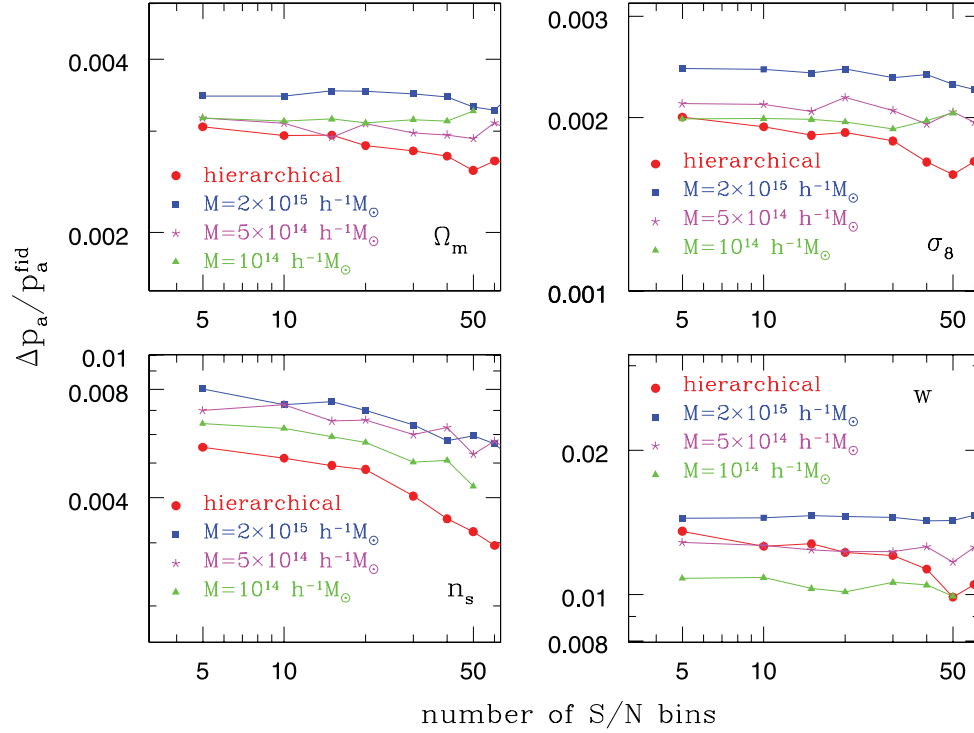 0.004
0.002
hierarchical
M=2×10¹⁵ h⁻¹M☉
M=5×10¹⁴ h⁻¹M☉
M=10¹⁴ h⁻¹M☉
Ωₘ
5 10 50
0.003
0.002
0.001
hierarchical
M=2×10¹⁵ h⁻¹M☉
M=5×10¹⁴ h⁻¹M☉
M=10¹⁴ h⁻¹M☉
σ₈
5 10 50
Δpₐ/pₐᶠⁱᵈ
0.01
0.008
0.004
hierarchical
M=2×10¹⁵ h⁻¹M☉
M=5×10¹⁴ h⁻¹M☉
M=10¹⁴ h⁻¹M☉
nₛ
5 10 50
0.02
0.01
0.008
hierarchical
M=2×10¹⁵ h⁻¹M☉
M=5×10¹⁴ h⁻¹M☉
M=10¹⁴ h⁻¹M☉
w
5 10 50
number of S/N bins